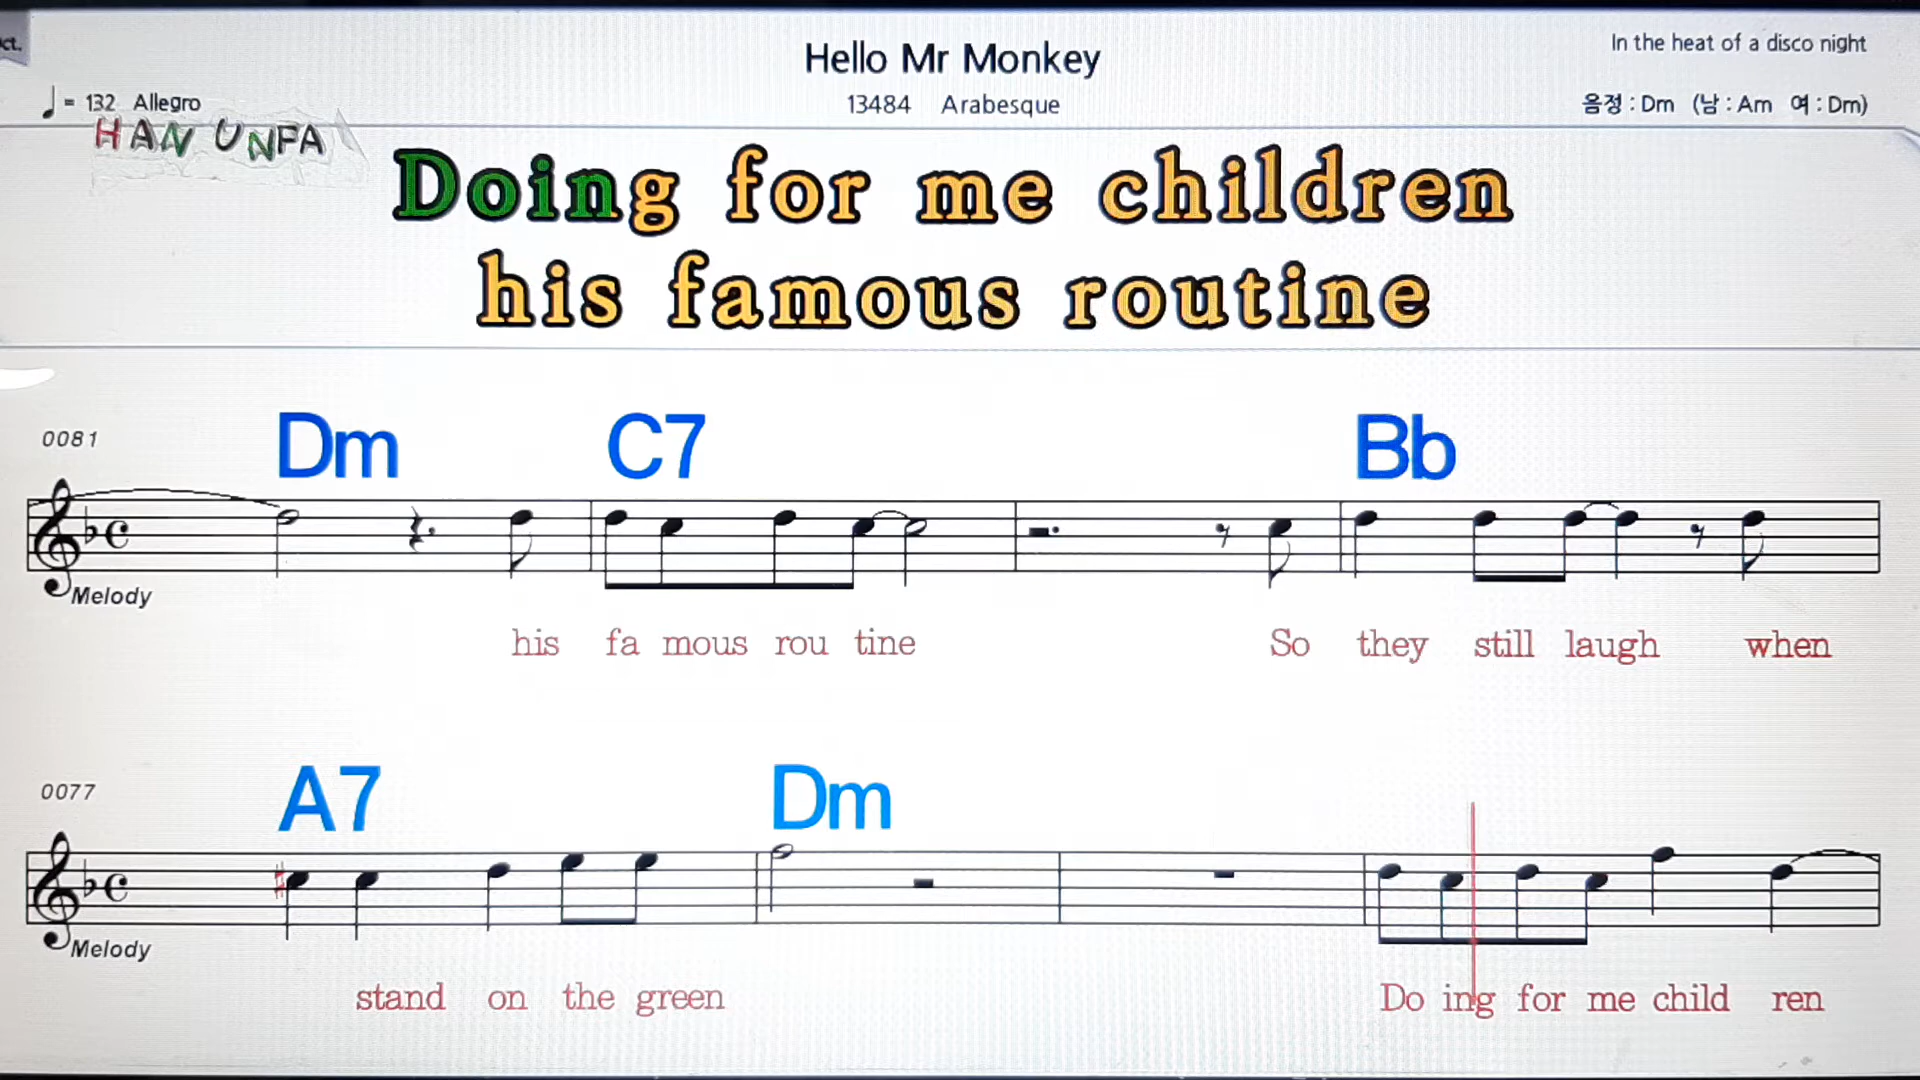 ct.
Hello Mr Monkey
In the heat of a disco night
= 132 Allegro
13484 Arabesque
음정 : Dm (남 : Am 여 : Dm)
HAN UNFA
Doing for me children
his famous routine
0081 Dm C7 Bb
Melody
his fa mous rou tine So they still laugh when
0077 A7 Dm
Melody
stand on the green Do ing for me child ren